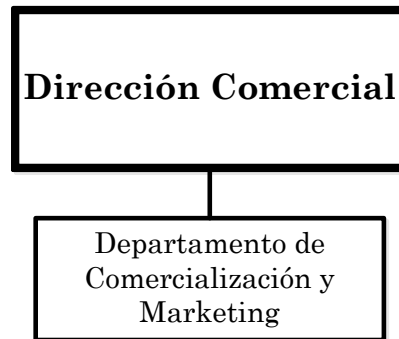 Dirección Comercial
Departamento de
Comercialización y
Marketing